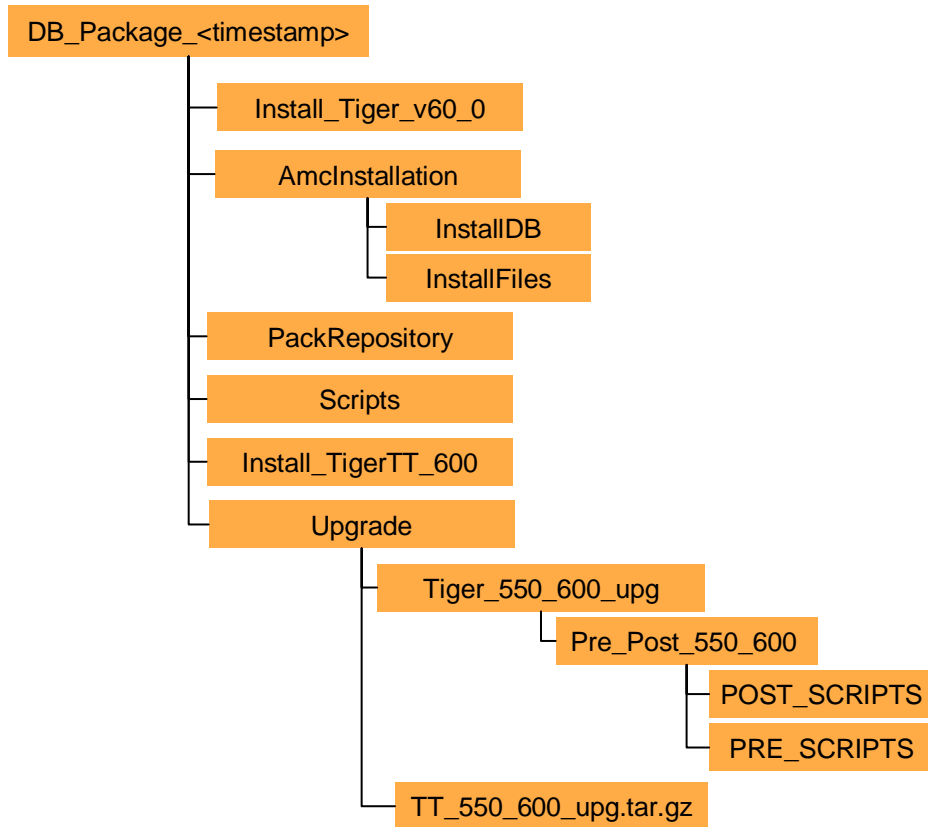 DB_Package_<timestamp>
Install_Tiger_v60_0
AmcInstallation
InstallDB
InstallFiles
PackRepository
Scripts
Install_TigerTT_600
Upgrade
Tiger_550_600_upg
Pre_Post_550_600
POST_SCRIPTS
PRE_SCRIPTS
TT_550_600_upg.tar.gz